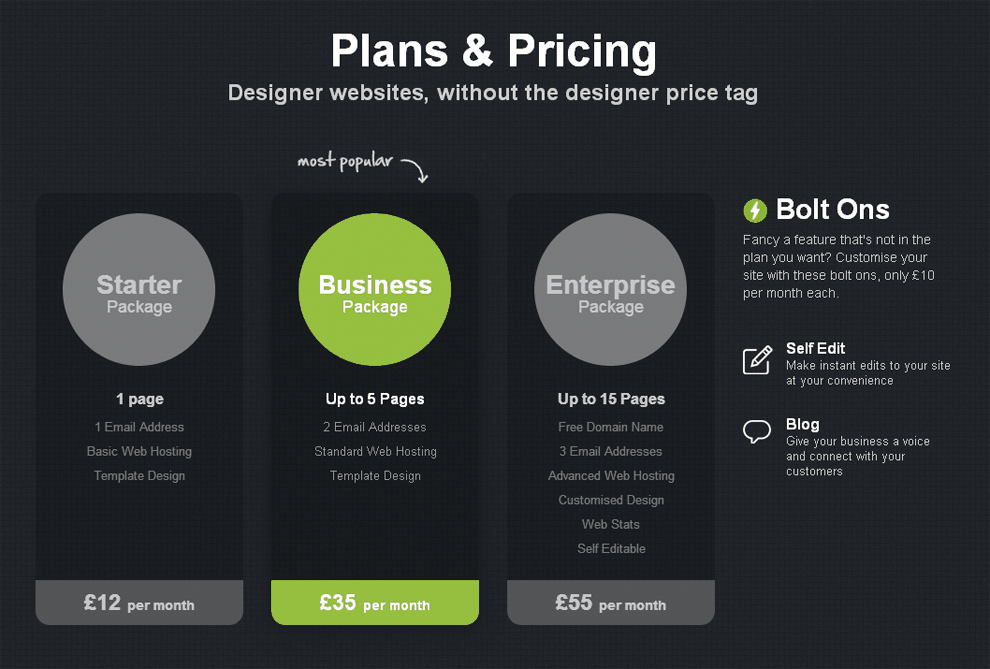 Plans & Pricing
Designer websites, without the designer price tag
most popular
Starter
Package
1 page
1 Email Address
Basic Web Hosting
Template Design
£12 per month
Business
Package
Up to 5 Pages
2 Email Addresses
Standard Web Hosting
Template Design
£35 per month
Enterprise
Package
Up to 15 Pages
Free Domain Name
3 Email Addresses
Advanced Web Hosting
Customised Design
Web Stats
Self Editable
£55 per month
Bolt Ons
Fancy a feature that's not in the
plan you want? Customise your
site with these bolt ons, only £10
per month each.
Self Edit
Make instant edits to your site
at your convenience
Blog
Give your business a voice
and connect with your
customers